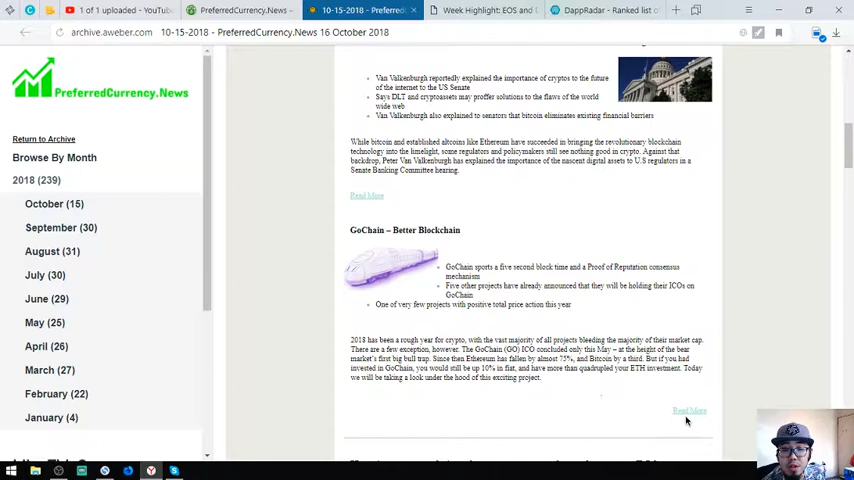 1 of 1 uploaded - YouTub
PreferredCurrency.News –
10-15-2018 - Preferred
Week Highlight: EOS and
DappRadar - Ranked list of
archive.aweber.com
10-15-2018 - PreferredCurrency.News 16 October 2018
PreferredCurrency.News
Return to Archive
Browse By Month
2018 (239)
October (15)
September (30)
August (31)
July (30)
June (29)
May (25)
April (26)
March (27)
February (22)
January (4)
Van Valkenburgh reportedly explained the importance of cryptos to the future
of the internet to the US Senate
Says DLT and cryptoassets may proffer solutions to the flaws of the world
wide web
Van Valkenburgh also explained to senators that bitcoin eliminates existing financial barriers
While bitcoin and established altcoins like Ethereum have succeeded in bringing the revolutionary blockchain
technology into the limelight, some regulators and policymakers still see nothing good in crypto. Against that
backdrop, Peter Van Valkenburgh has explained the importance of the nascent digital assets to U.S regulators in a
Senate Banking Committee hearing.
Read More
GoChain – Better Blockchain
GoChain sports a five second block time and a Proof of Reputation consensus
mechanism
Five other projects have already announced that they will be holding their ICOs on
GoChain
One of very few projects with positive total price action this year
2018 has been a rough year for crypto, with the vast majority of all projects bleeding the majority of their market cap.
There are a few exception, however. The GoChain (GO) ICO concluded only this May – at the height of the bear
market's first big bull trap. Since then Ethereum has fallen by almost 75%, and Bitcoin by a third. But if you had
invested in GoChain, you would still be up 10% in fiat, and have more than quadrupled your ETH investment. Today
we will be taking a look under the hood of this exciting project.
Read More